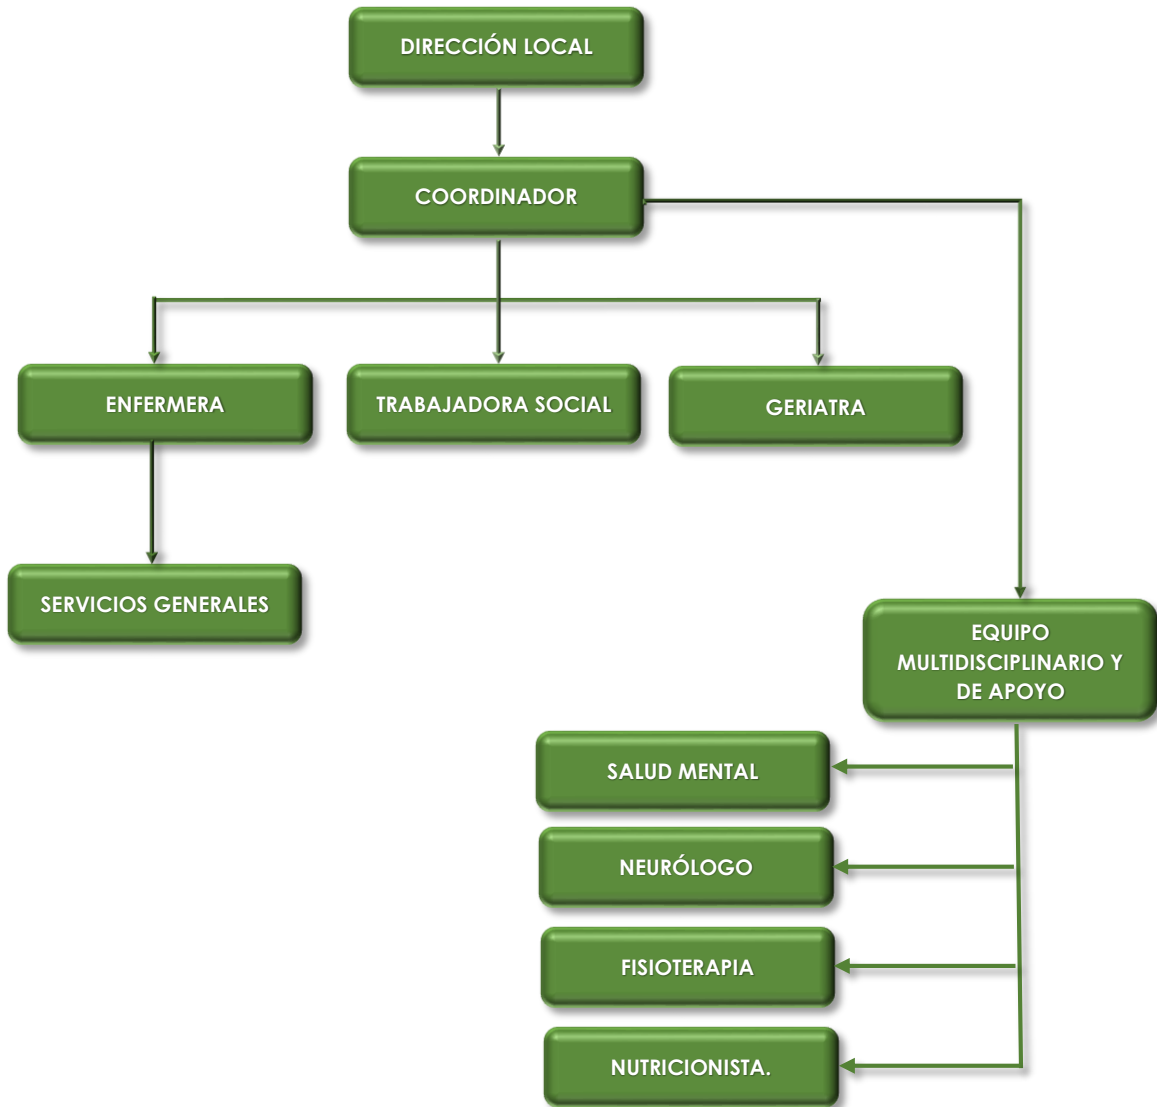 DIRECCIÓN LOCAL
COORDINADOR
ENFERMERA
TRABAJADORA SOCIAL
GERIATRA
SERVICIOS GENERALES
EQUIPO
MULTIDISCIPLINARIO Y
DE APOYO
SALUD MENTAL
NEURÓLOGO
FISIOTERAPIA
NUTRICIONISTA.